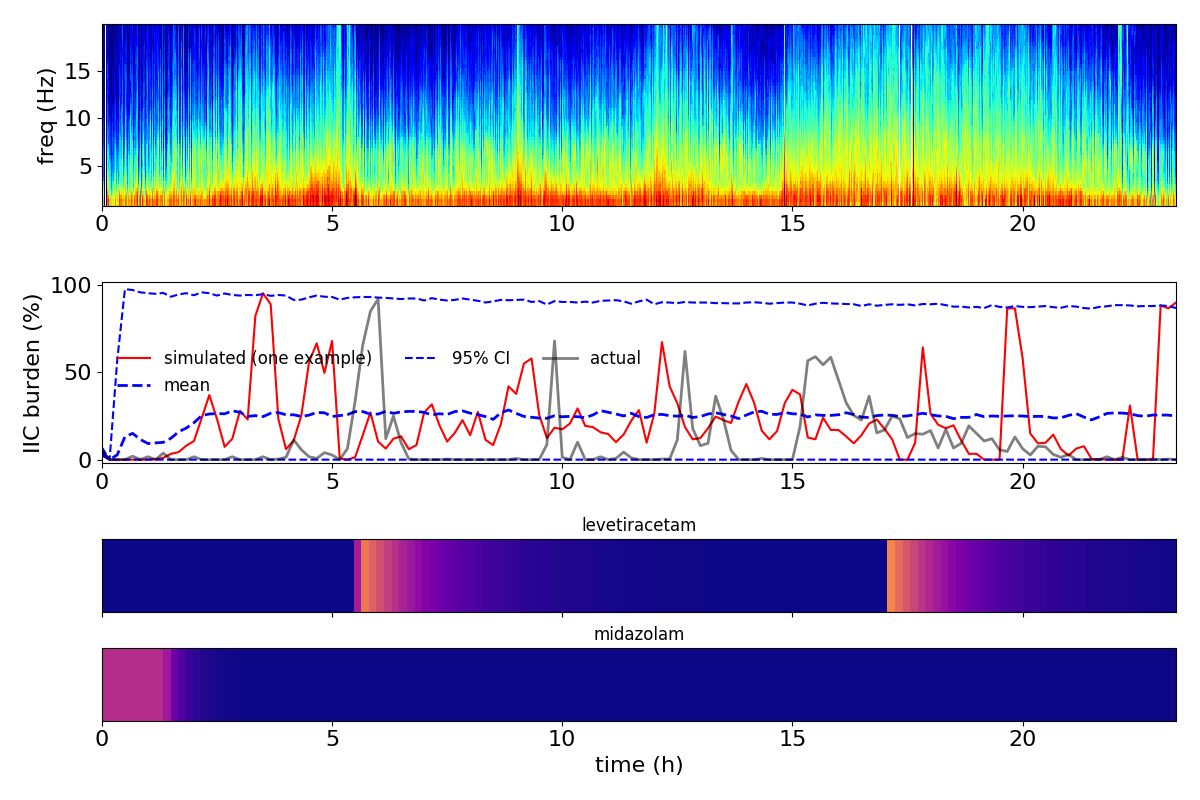 freq (Hz)
15
10
5
0 5 10 15 20
IIC burden (%)
100
50
0
simulated (one example) 95% CI actual
mean
0 5 10 15 20
levetiracetam
midazolam
0 5 10 15 20
time (h)